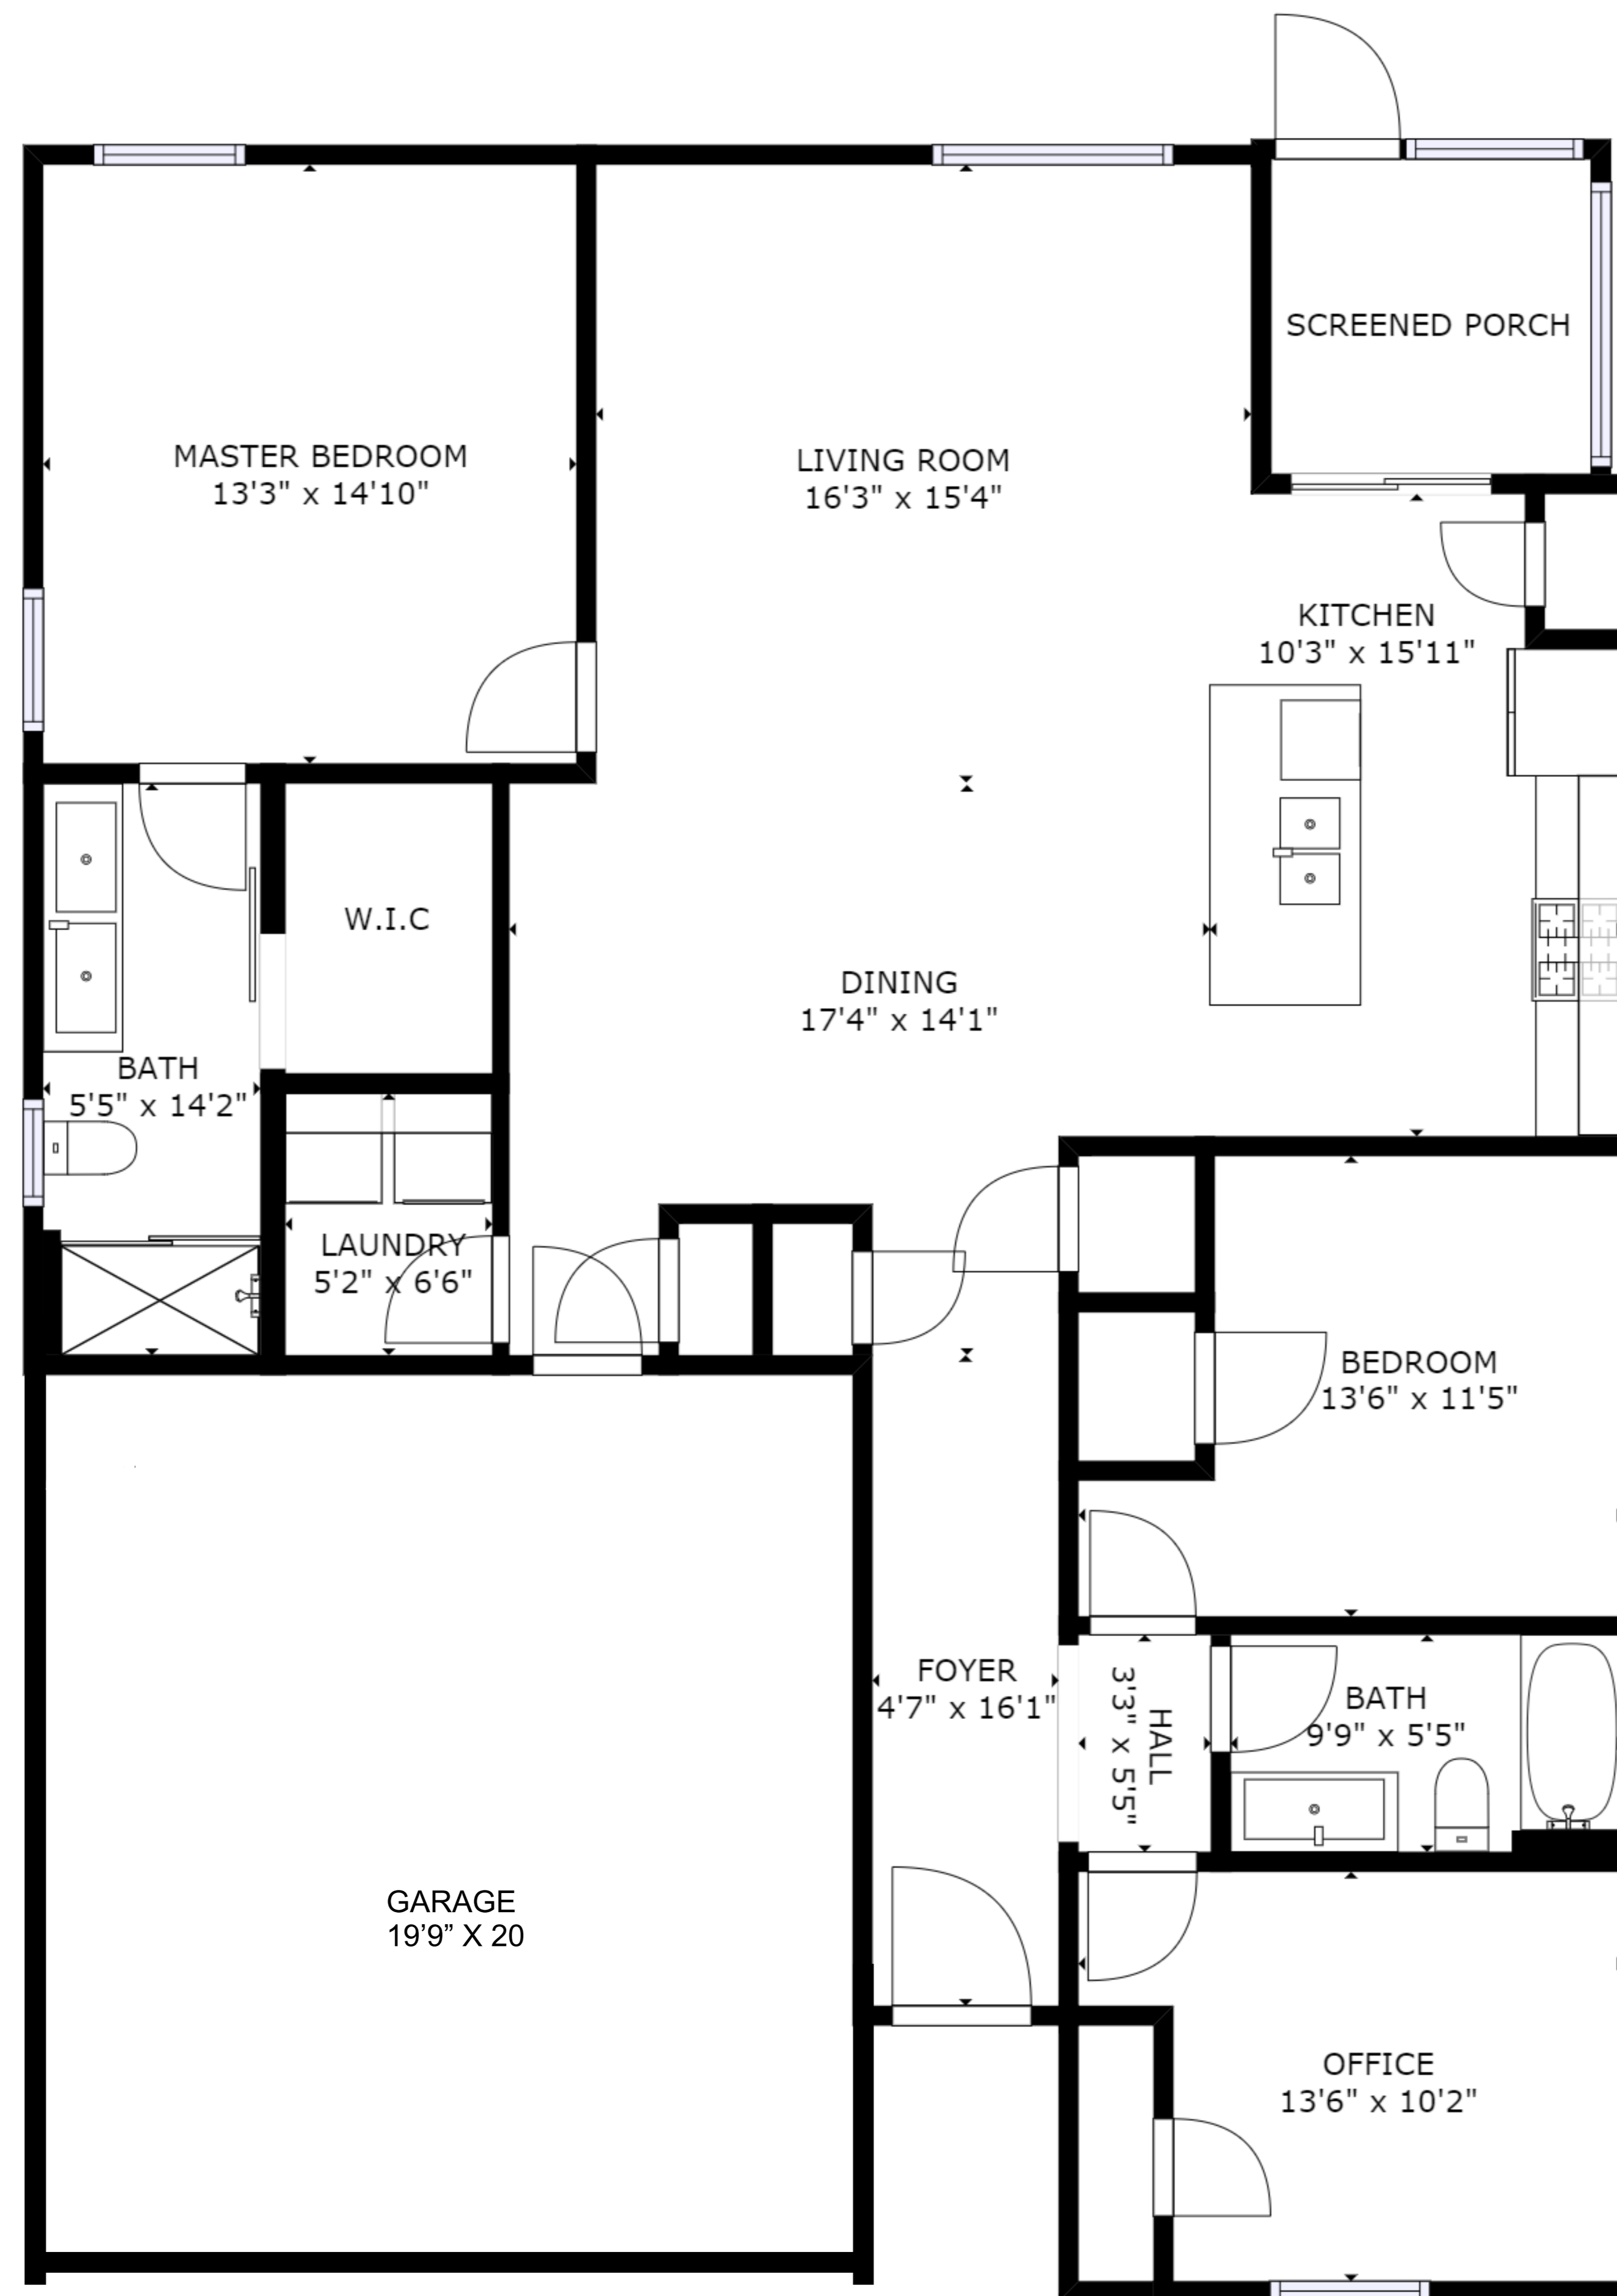 SCREENED PORCH
MASTER BEDROOM
13'3" x 14'10"
LIVING ROOM
16'3" x 15'4"
KITCHEN
10'3" x 15'11"
W.I.C
DINING
17'4" x 14'1"
BATH
5'5" x 14'2"
LAUNDRY
5'2" x 6'6"
BEDROOM
13'6" x 11'5"
FOYER
4'7" x 16'1"
HALL
3'3" x 5'5"
BATH
9'9" x 5'5"
GARAGE
19’9” X 20
OFFICE
13'6" x 10'2"